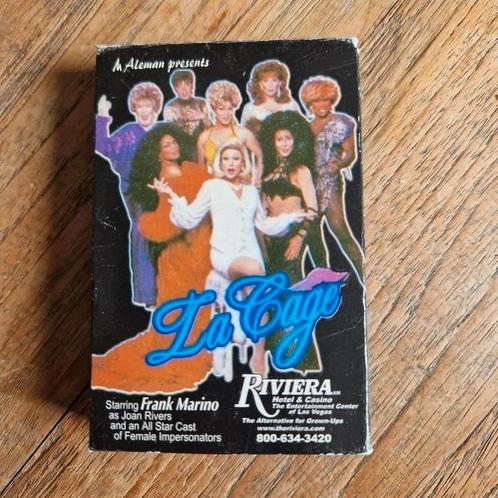 Aleman presents
La Cage
Starring Frank Marino
as Joan Rivers
and an All Star Cast
of Female Impersonators
RIVIERA
Hotel & Casino
The Entertainment Center
of Las Vegas
The Alternative for Grown-Ups
www.theriviera.com
800-634-3420